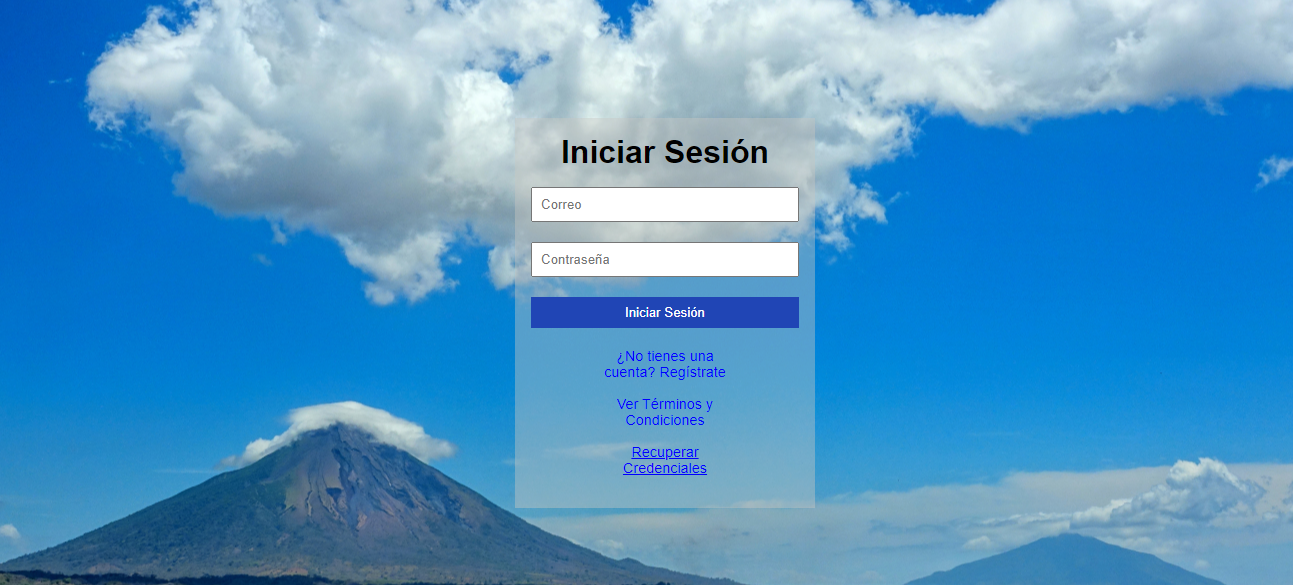 Iniciar Sesión
Correo
Contraseña
Iniciar Sesión
¿No tienes una
cuenta? Regístrate
Ver Términos y
Condiciones
Recuperar
Credenciales